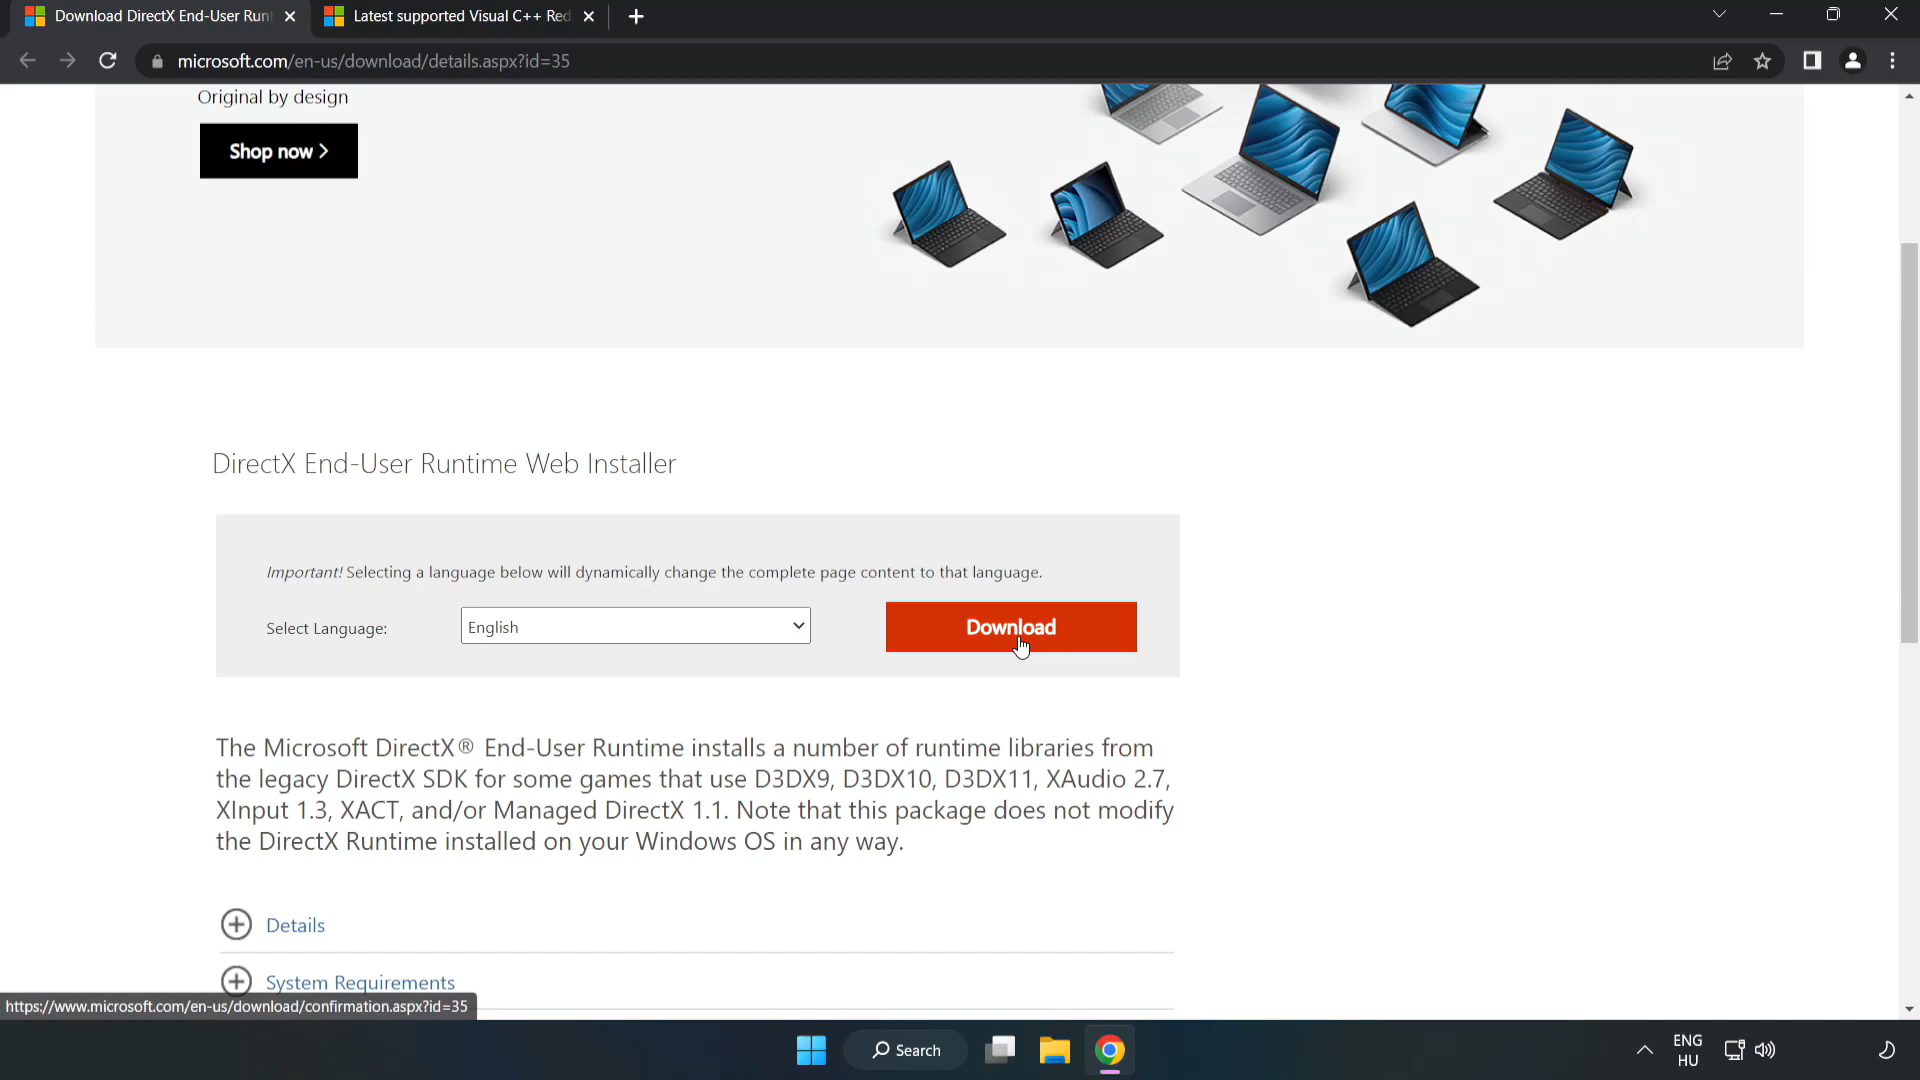 Download DirectX End-User Runt
Latest supported Visual C++ Red
microsoft.com/en-us/download/details.aspx?id=35
Original by design
Shop now >
DirectX End-User Runtime Web Installer
Important! Selecting a language below will dynamically change the complete page content to that language.
Select Language:
English
Download
The Microsoft DirectX® End-User Runtime installs a number of runtime libraries from
the legacy DirectX SDK for some games that use D3DX9, D3DX10, D3DX11, XAudio 2.7,
XInput 1.3, XACT, and/or Managed DirectX 1.1. Note that this package does not modify
the DirectX Runtime installed on your Windows OS in any way.
Details
System Requirements
https://www.microsoft.com/en-us/download/confirmation.aspx?id=35
Search
ENG
HU